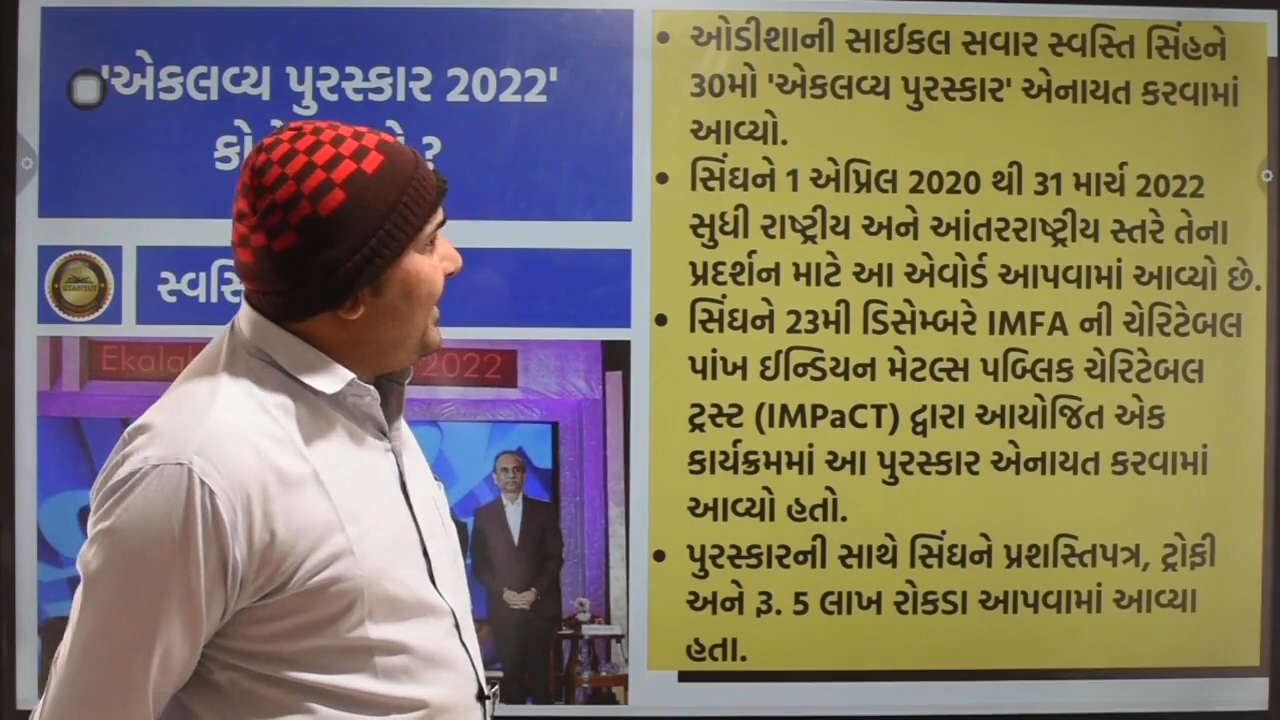 'એકલવ્ય પુરસ્કાર 2022'
?
ઓડીશાની સાઈકલ સવાર સ્વસ્તિ સિંહને
30મો 'એકલવ્ય પુરસ્કાર' એનાયત કરવામાં
આવ્યો.
સિંઘને 1 એપ્રિલ 2020 થી 31 માર્ચ 2022
સુધી રાષ્ટ્રીય અને આંતરરાષ્ટ્રીય સ્તરે તેના
પ્રદર્શન માટે આ એવોર્ડ આપવામાં આવ્યો છે.
સિંઘને 23મી ડિસેમ્બરે IMFA ની ચેરિટેબલ
પાંખ ઈન્ડિયન મેટલ્સ પબ્લિક ચેરિટેબલ
ટ્રસ્ટ (IMPaCT) દ્વારા આયોજિત એક
કાર્યક્રમમાં આ પુરસ્કાર એનાયત કરવામાં
આવ્યો હતો.
પુરસ્કારની સાથે સિંઘને પ્રશસ્તિપત્ર, ટ્રોફી
અને રૂ. 5 લાખ રોકડા આપવામાં આવ્યા
હતા.
2022